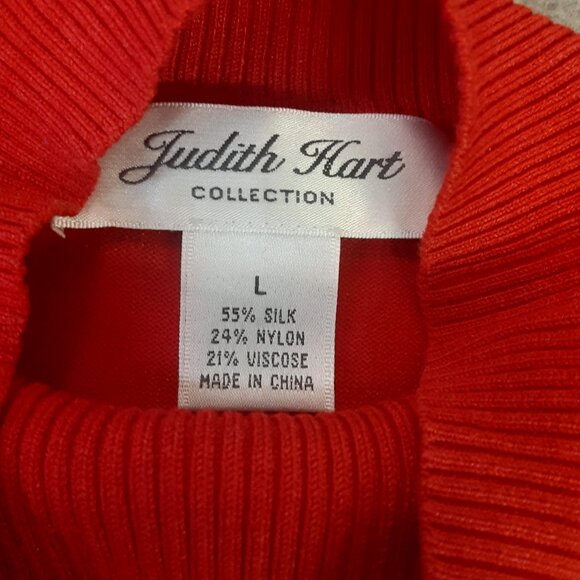 Judith Hart
COLLECTION
L
55% SILK
24% NYLON
21% VISCOSE
MADE IN CHINA